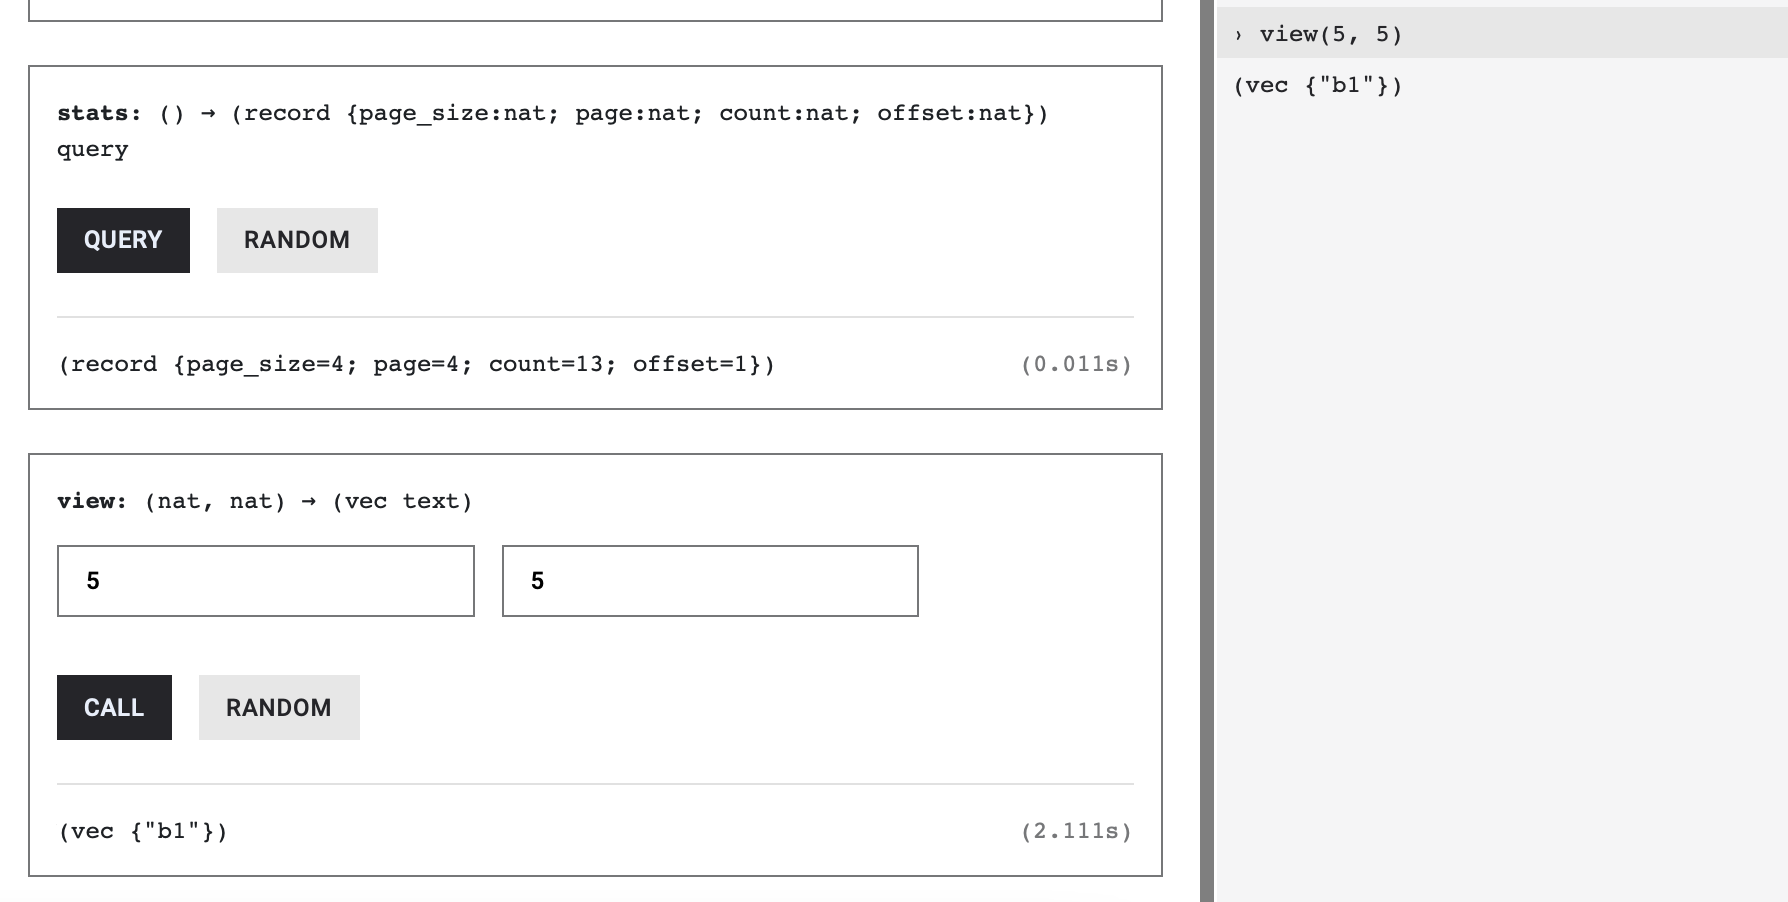 stats: () → (record {page_size:nat; page:nat; count:nat; offset:nat})
query
QUERY RANDOM
(record {page_size=4; page=4; count=13; offset=1}) (0.011s)
view: (nat, nat) → (vec text)
5 5
CALL RANDOM
(vec {"b1"}) (2.111s)
› view(5, 5)
(vec {"b1"})